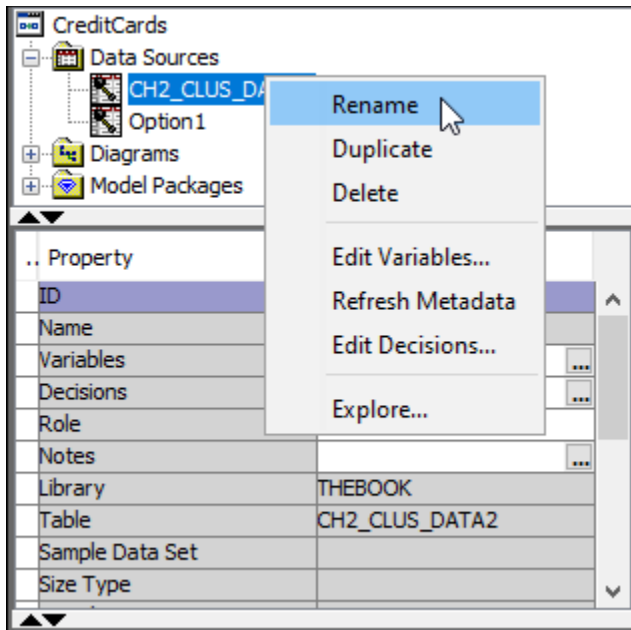 CreditCards
Data Sources
CH2_CLUS_DA
Option1
Diagrams
Model Packages
Rename
Duplicate
Delete
Edit Variables...
Refresh Metadata
Edit Decisions...
Explore...
.. Property
ID
Name
Variables ...
Decisions ...
Role
Notes ...
Library THEBOOK
Table CH2_CLUS_DATA2
Sample Data Set
Size Type